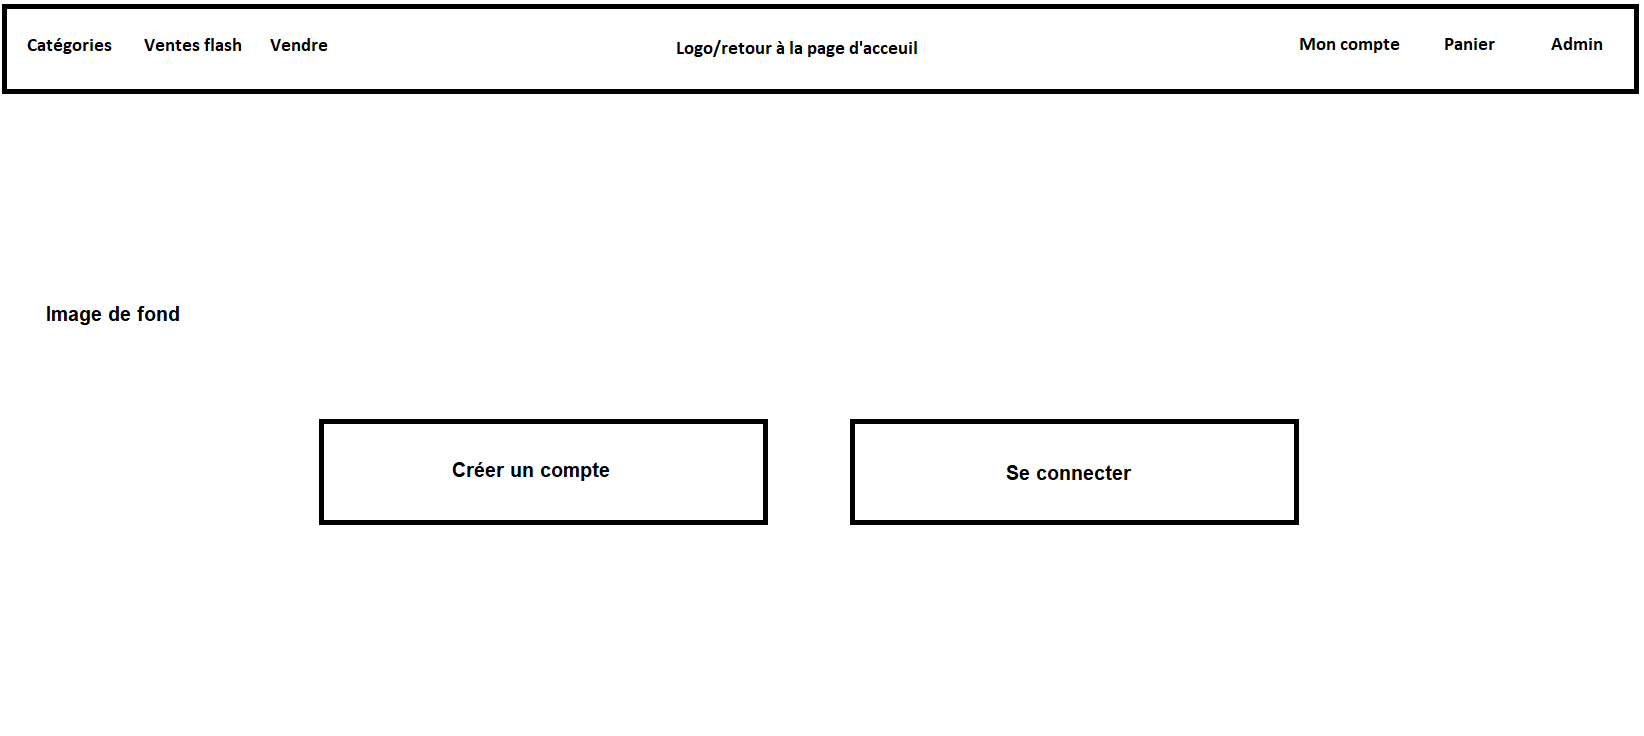 Catégories Ventes flash Vendre Logo/retour à la page d'acceuil Mon compte Panier Admin
Image de fond
Créer un compte Se connecter